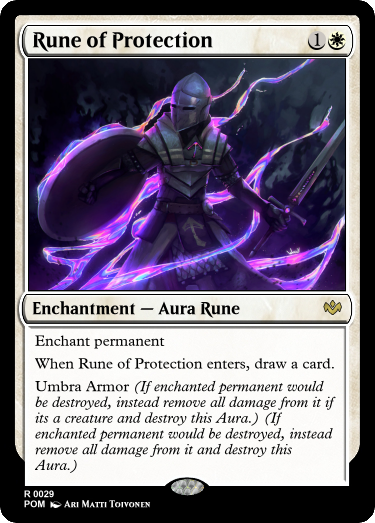 Rune of Protection
1
Enchantment — Aura Rune
Enchant permanent
When Rune of Protection enters, draw a card.
Umbra Armor (If enchanted permanent would
be destroyed, instead remove all damage from it if
its a creature and destroy this Aura.) (If
enchanted permanent would be destroyed, instead
remove all damage from it and destroy this
Aura.)
R 0029
POM Ari Matti Toivonen